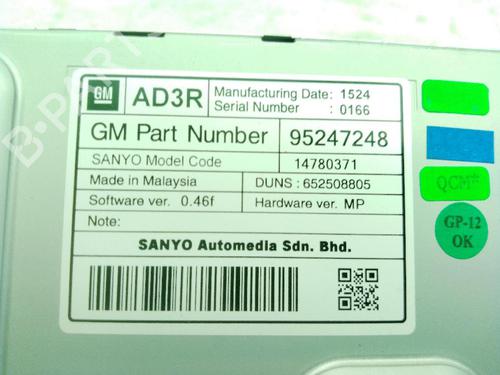 GM
AD3R
Manufacturing Date: 1524
Serial Number : 0166
GM Part Number 95247248
SANYO Model Code 14780371
Made in Malaysia DUNS : 652508805
Software ver. 0.46f Hardware ver. MP
Note:
SANYO Automedia Sdn. Bhd.
QCM*
GP-12
OK
B-PARTS